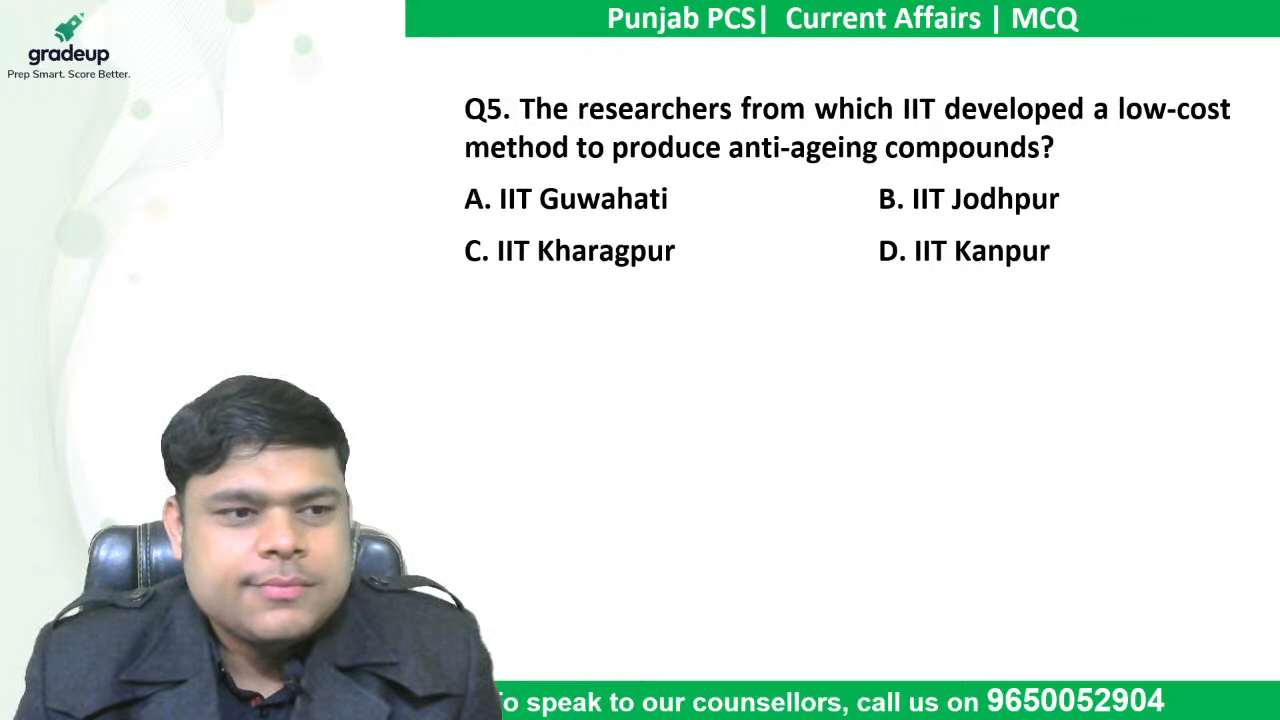 gradeup
Prep Smart. Score Better.
Punjab PCS| Current Affairs | MCQ
Q5. The researchers from which IIT developed a low-cost
method to produce anti-ageing compounds?
A. IIT Guwahati
B. IIT Jodhpur
C. IIT Kharagpur
D. IIT Kanpur
To speak to our counsellors, call us on 9650052904